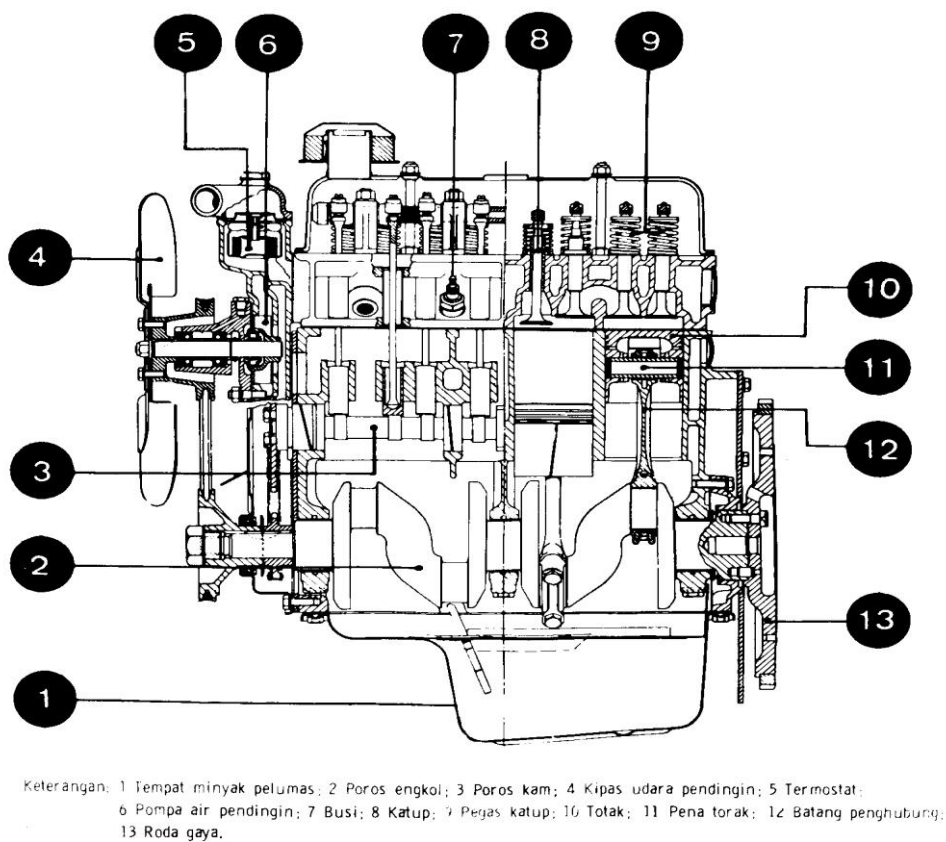 5 6 7 8 9
4
10
11
12
3
2
13
1
Keterangan: 1 Tempat minyak pelumas; 2 Poros engkol; 3 Poros kam; 4 Kipas udara pendingin; 5 Termostat;
6 Pompa air pendingin; 7 Busi; 8 Katup; 9 Pegas katup; 10 Totak; 11 Pena torak; 12 Batang penghubung;
13 Roda gaya.